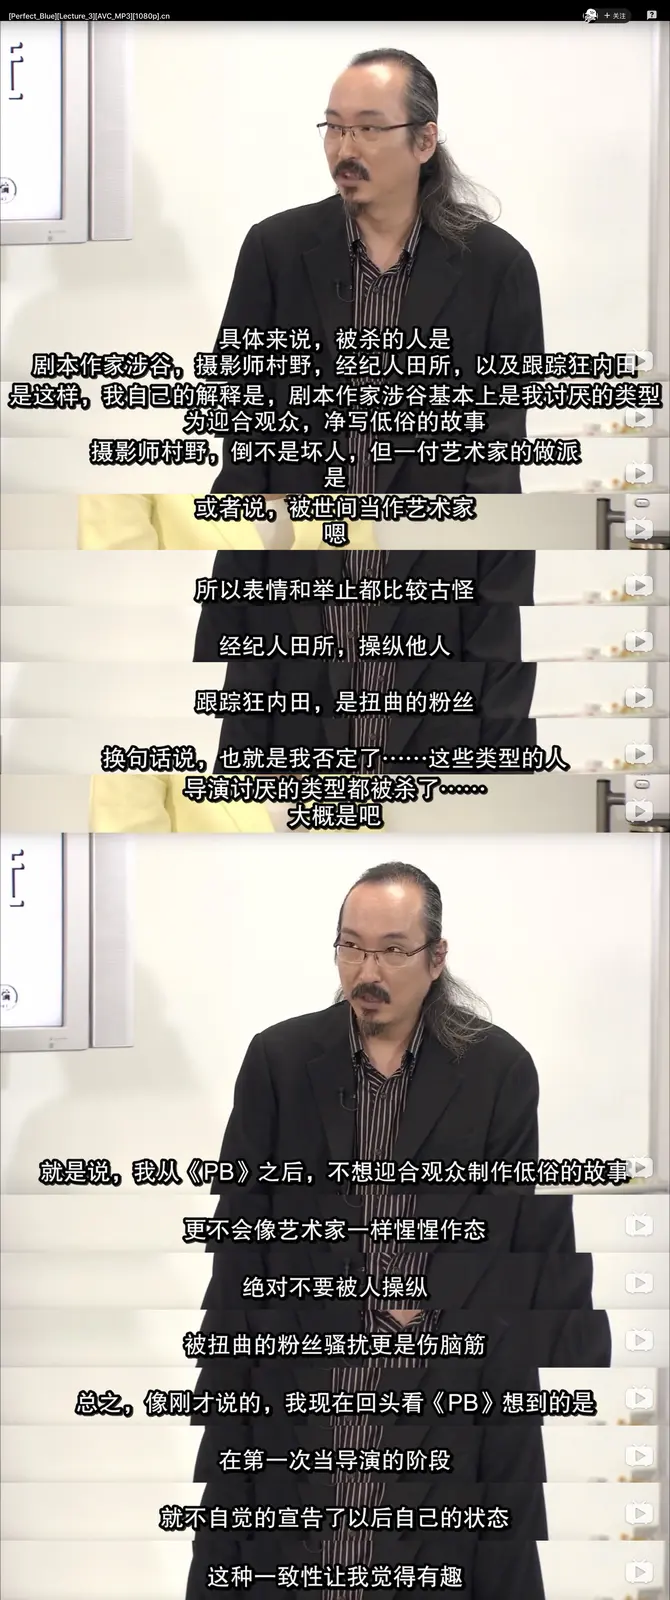 [Perfect_Blue][Lecture_3][AVC_MP3][1080p].cn
+ 关注
具体来说，被杀的人是
剧本作家涉谷，摄影师村野，经纪人田所，以及跟踪狂内田
是这样，我自己的解释是，剧本作家涉谷基本上是我讨厌的类型
为迎合观众，净写低俗的故事
摄影师村野，倒不是坏人，但一付艺术家的做派
是
或者说，被世间当作艺术家
嗯
所以表情和举止都比较古怪
经纪人田所，操纵他人
跟踪狂内田，是扭曲的粉丝
换句话说，也就是我否定了……这些类型的人
导演讨厌的类型都被杀了……
大概是吧
就是说，我从《PB》之后，不想迎合观众制作低俗的故事
更不会像艺术家一样惺惺作态
绝对不要被人操纵
被扭曲的粉丝骚扰更是伤脑筋
总之，像刚才说的，我现在回头看《PB》想到的是
在第一次当导演的阶段
就不自觉的宣告了以后自己的状态
这种一致性让我觉得有趣